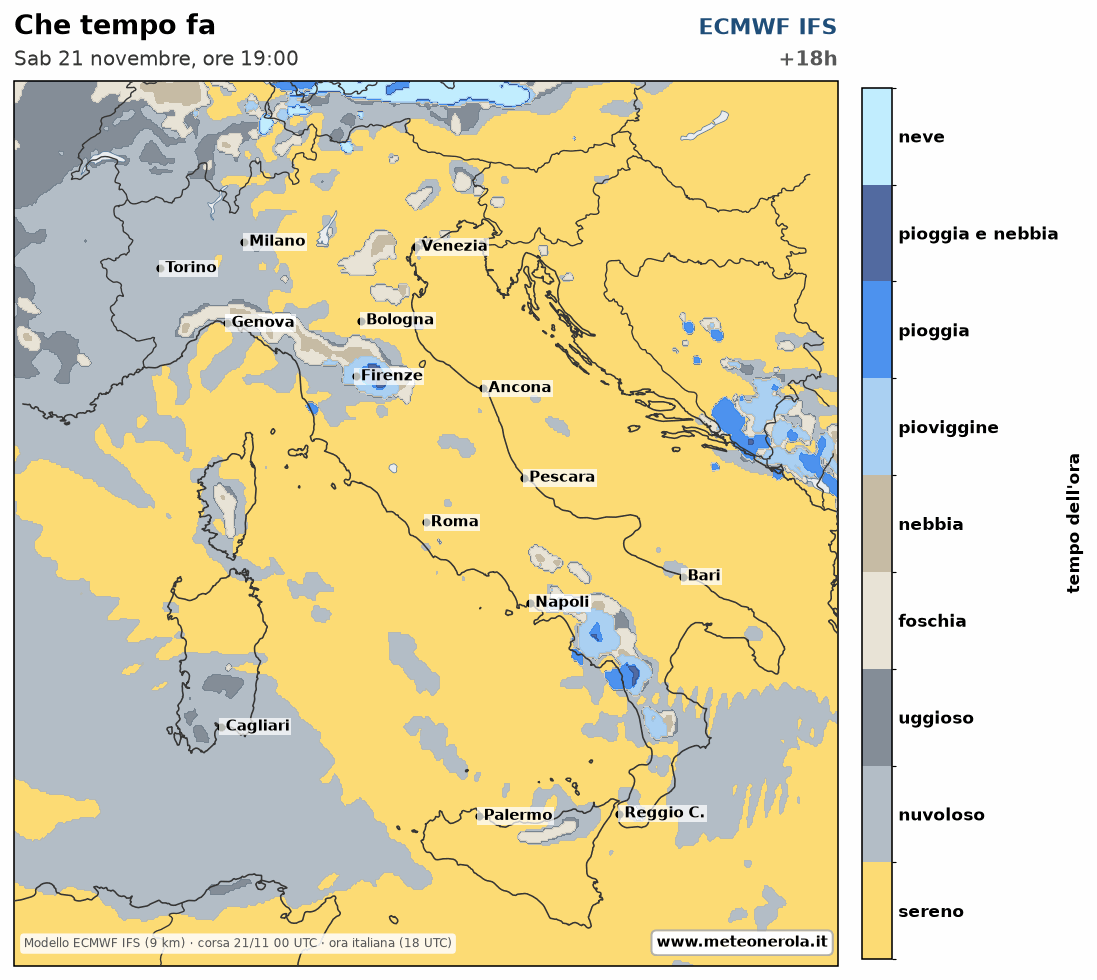 Che tempo fa
ECMWF IFS
Sab 21 novembre, ore 19:00
+18h
neve
pioggia e nebbia
pioggia
pioviggine
nebbia
foschia
uggioso
nuvoloso
sereno
tempo dell'ora
Milano
Venezia
Torino
Genova
Bologna
Firenze
Ancona
Pescara
Roma
Bari
Napoli
Cagliari
Palermo
Reggio C.
Modello ECMWF IFS (9 km) · corsa 21/11 00 UTC · ora italiana (18 UTC)
www.meteonerola.it